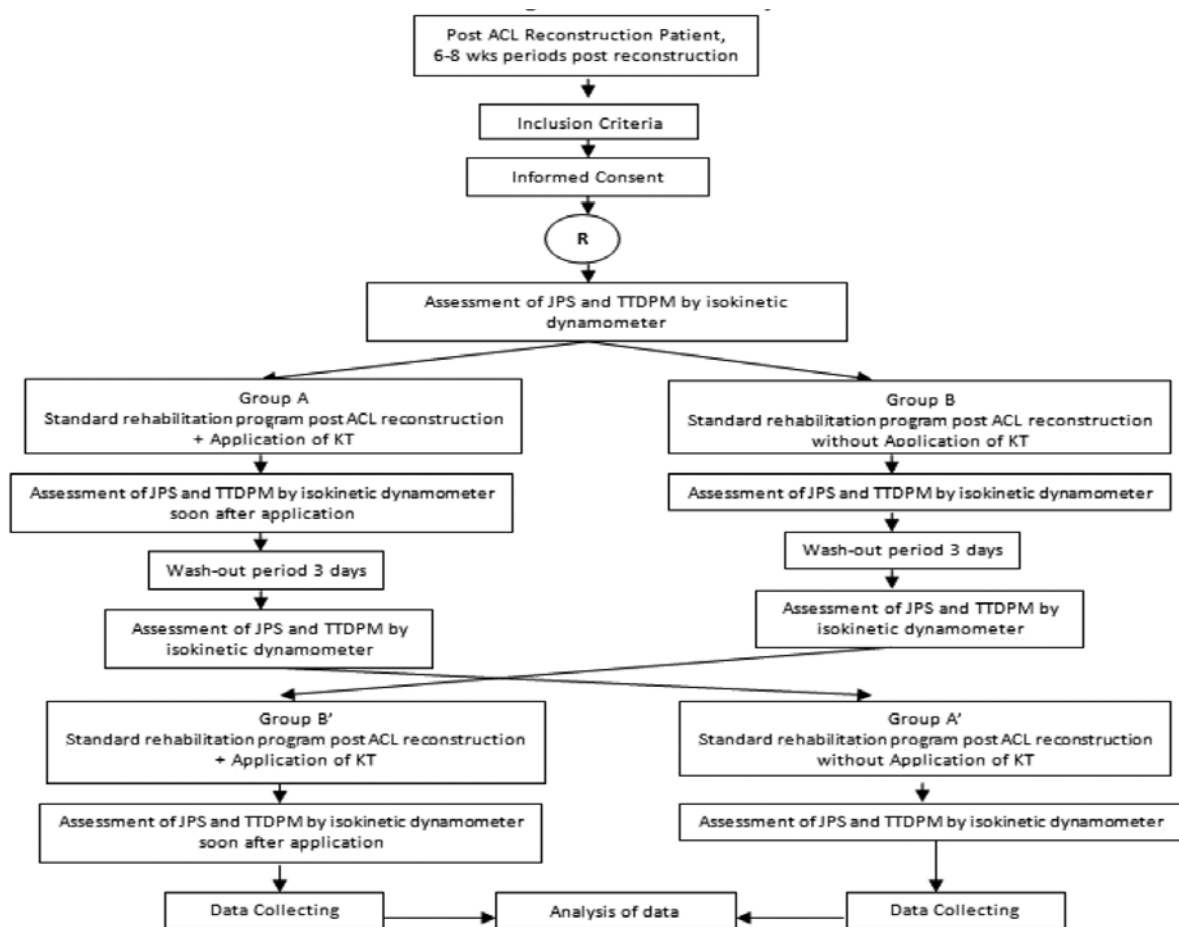 Post ACL Reconstruction Patient,
6-8 wks periods post reconstruction
Inclusion Criteria
Informed Consent
R
Assessment of JPS and TTDPM by isokinetic
dynamometer
Group A
Standard rehabilitation program post ACL reconstruction
+ Application of KT
Group B
Standard rehabilitation program post ACL reconstruction
without Application of KT
Assessment of JPS and TTDPM by isokinetic dynamometer
soon after application
Assessment of JPS and TTDPM by isokinetic dynamometer
Wash-out period 3 days
Wash-out period 3 days
Assessment of JPS and TTDPM by
isokinetic dynamometer
Assessment of JPS and TTDPM by
isokinetic dynamometer
Group B’
Standard rehabilitation program post ACL reconstruction
+ Application of KT
Group A’
Standard rehabilitation program post ACL reconstruction
without Application of KT
Assessment of JPS and TTDPM by isokinetic dynamometer
soon after application
Assessment of JPS and TTDPM by isokinetic dynamometer
Data Collecting
Analysis of data
Data Collecting